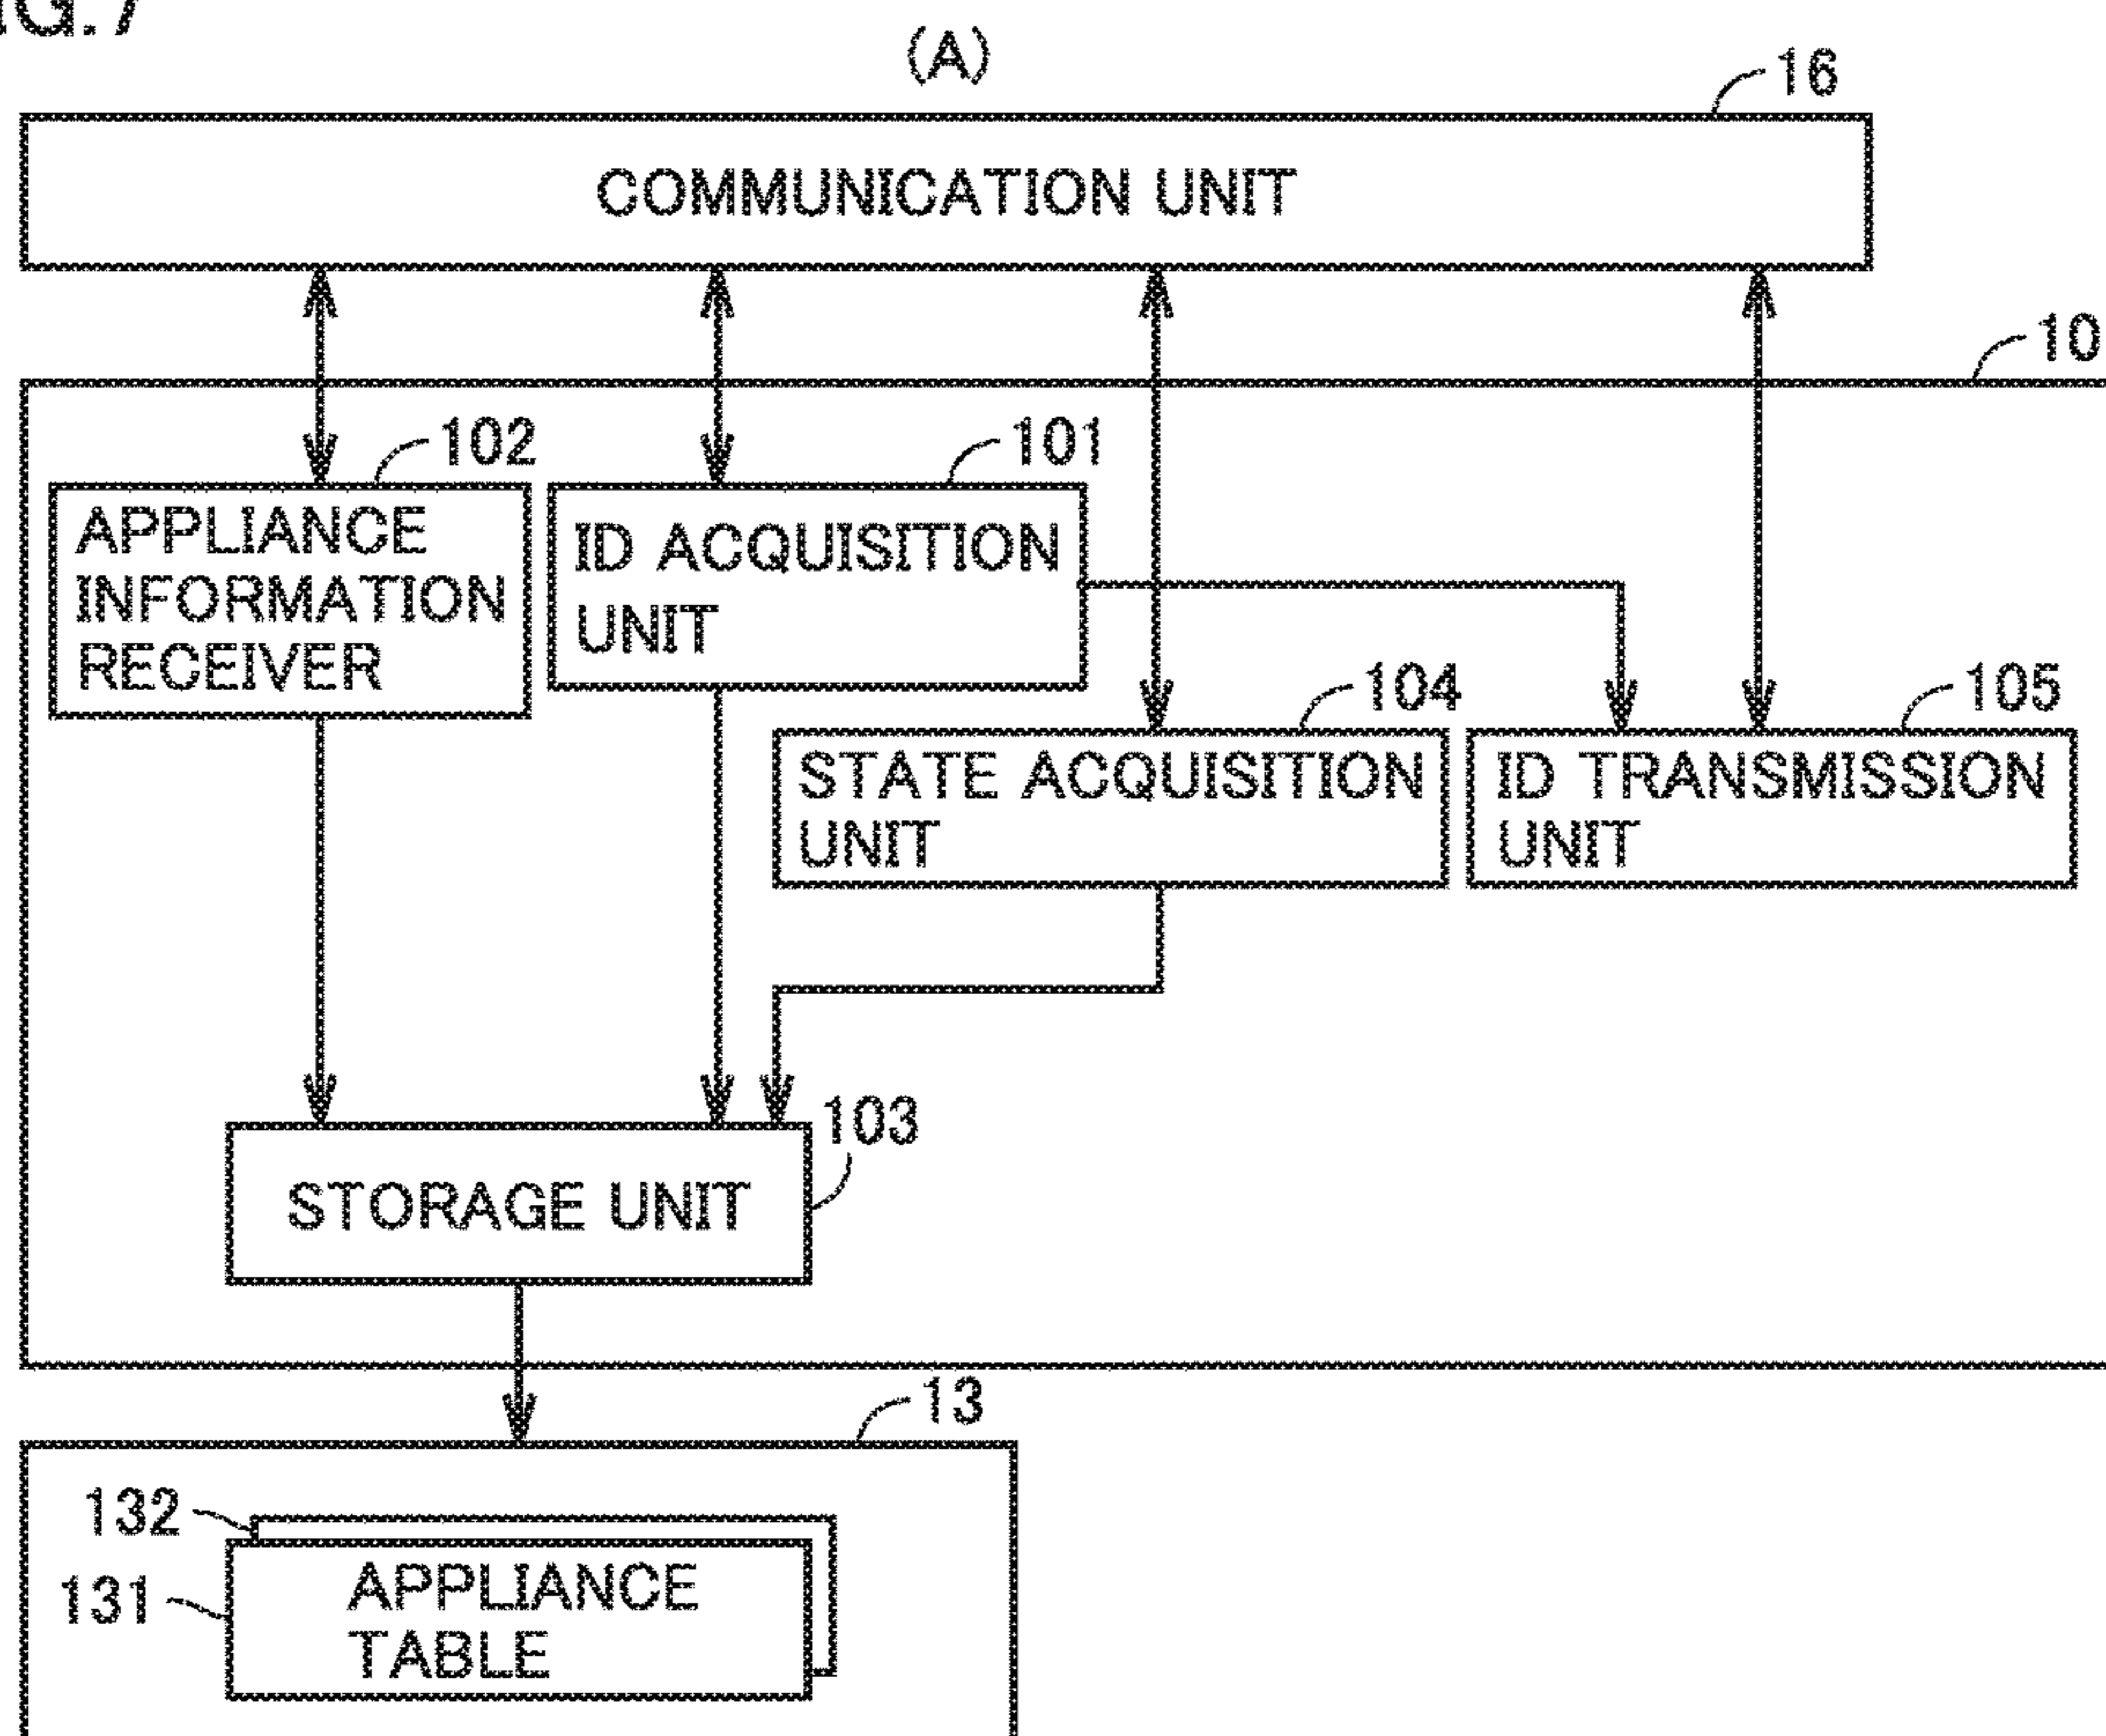 IG.7
(A)
16
COMMUNICATION UNIT
10
102
101
APPLIANCE
INFORMATION
RECEIVER
ID ACQUISITION
UNIT
104
105
STATE ACQUISITION
UNIT
ID TRANSMISSION
UNIT
103
STORAGE UNIT
13
132
131
APPLIANCE
TABLE